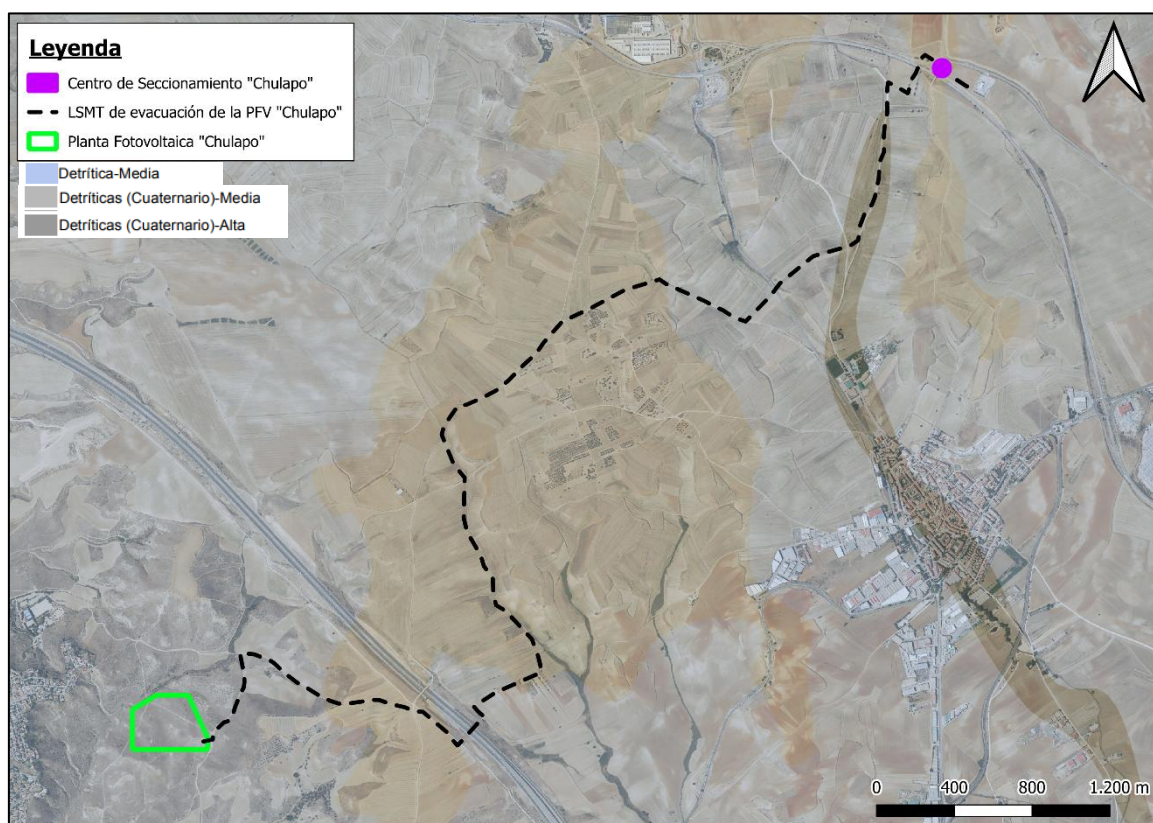 Leyenda
Centro de Seccionamiento "Chulapo"
LSMT de evacuación de la PFV "Chulapo"
Planta Fotovoltaica "Chulapo"
Detrítica-Media
Detríticas (Cuaternario)-Media
Detríticas (Cuaternario)-Alta
0 400 800 1.200 m